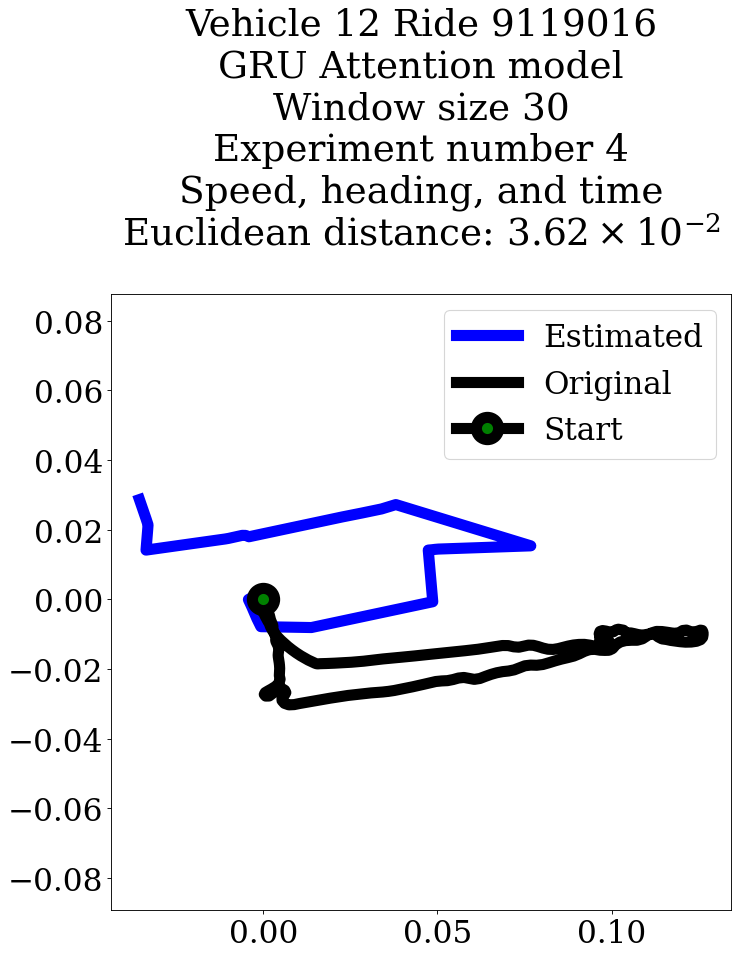 Vehicle 12 Ride 9119016
GRU Attention model
Window size 30
Experiment number 4
Speed, heading, and time
Euclidean distance: 3.62 × 10⁻²
Estimated
Original
Start
0.08
0.06
0.04
0.02
0.00
−0.02
−0.04
−0.06
−0.08
0.00 0.05 0.10